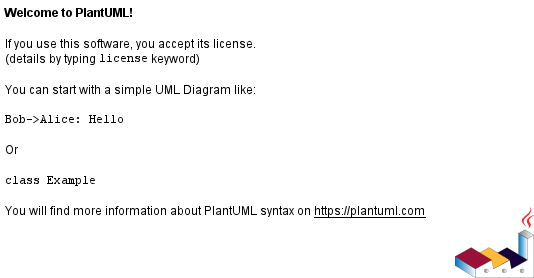 Welcome to PlantUML!
If you use this software, you accept its license.
(details by typing license keyword)
You can start with a simple UML Diagram like:
Bob->Alice: Hello
Or
class Example
You will find more information about PlantUML syntax on https://plantuml.com